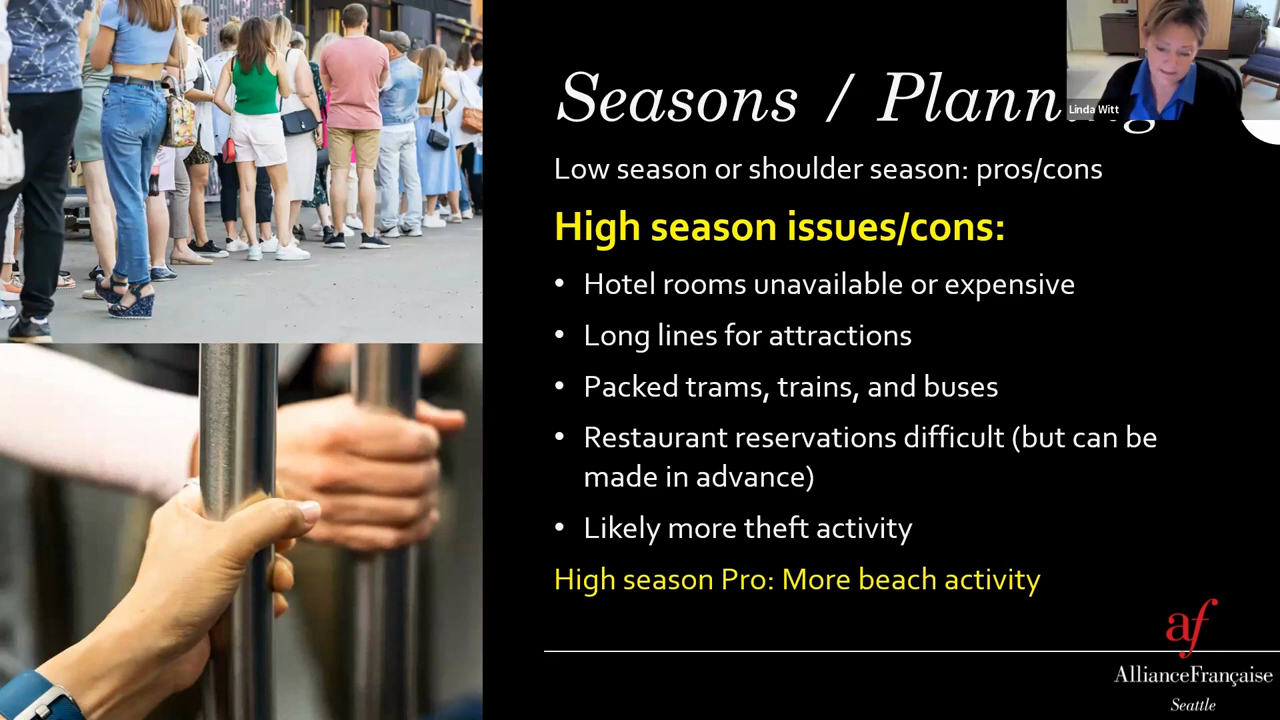 Seasons / Plann
Linda Witt
Low season or shoulder season: pros/cons
High season issues/cons:
• Hotel rooms unavailable or expensive
• Long lines for attractions
• Packed trams, trains, and buses
• Restaurant reservations difficult (but can be
made in advance)
• Likely more theft activity
High season Pro: More beach activity
af
AllianceFrançaise
Seattle